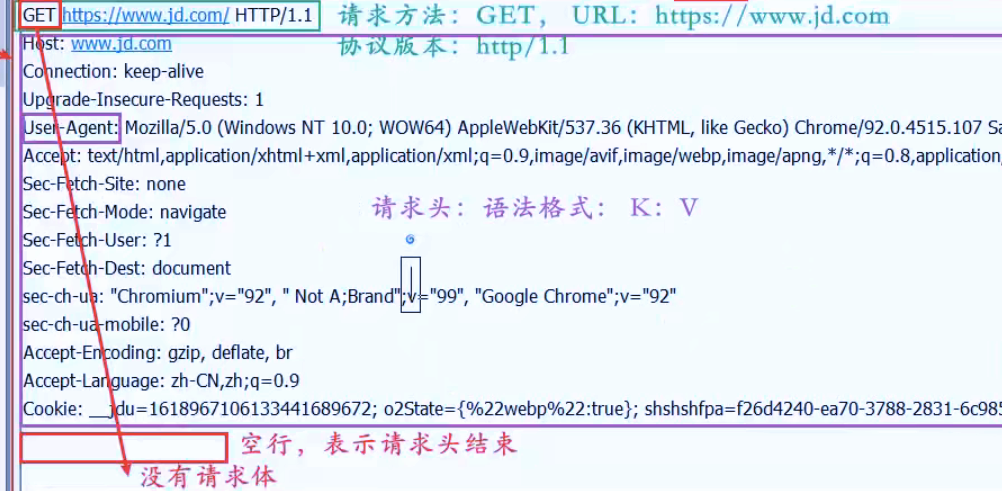 GET https://www.jd.com/ HTTP/1.1 请求方法：GET， URL：https://www.jd.com
Host: www.jd.com 协议版本：http/1.1
Connection: keep-alive
Upgrade-Insecure-Requests: 1
User-Agent: Mozilla/5.0 (Windows NT 10.0; WOW64) AppleWebKit/537.36 (KHTML, like Gecko) Chrome/92.0.4515.107 Sa
Accept: text/html,application/xhtml+xml,application/xml;q=0.9,image/avif,image/webp,image/apng,*/*;q=0.8,application,
Sec-Fetch-Site: none
Sec-Fetch-Mode: navigate 请求头：语法格式： K：V
Sec-Fetch-User: ?1
Sec-Fetch-Dest: document
sec-ch-ua: "Chromium";v="92", " Not A;Brand";v="99", "Google Chrome";v="92"
sec-ch-ua-mobile: ?0
Accept-Encoding: gzip, deflate, br
Accept-Language: zh-CN,zh;q=0.9
Cookie: __jdu=1618967106133441689672; o2State={%22webp%22:true}; shshshfpa=f26d4240-ea70-3788-2831-6c985
空行，表示请求头结束
没有请求体